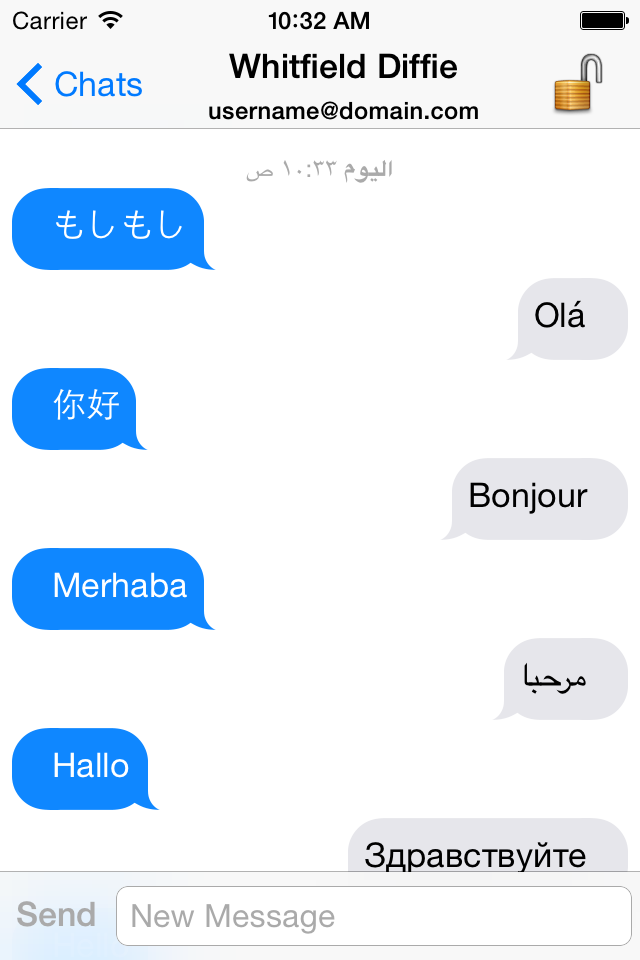 Carrier 10:32 AM
Chats
Whitfield Diffie
username@domain.com
اليوم ١٠:٣٣ ص
もしもし
Olá
你好
Bonjour
Merhaba
مرحبا
Hallo
Здравствуйте
Send New Message